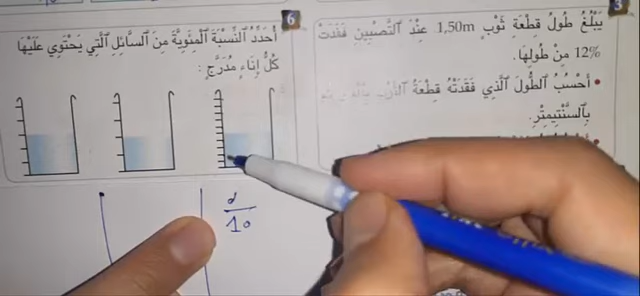 3
يَبْلُغُ طُولُ قِطْعَةِ ثَوْبٍ 1,50m عِنْدَ ٱلتَّصْبِينِ فَقَدَتْ
12% مِنْ طُولِهَا.
• أَحْسُبُ ٱلطُّولَ ٱلَّذِي فَقَدَتْهُ قِطْعَةُ
بِٱلسَّنْتِيمِتْرِ.
6
أُحَدِّدُ ٱلنِّسْبَةَ ٱلْمِئَوِيَّةَ مِنَ ٱلسَّائِلِ ٱلَّتِي يَحْتَوِي عَلَيْهَا
كُلُّ إِنَاءٍ مُدَرَّجٍ :
10